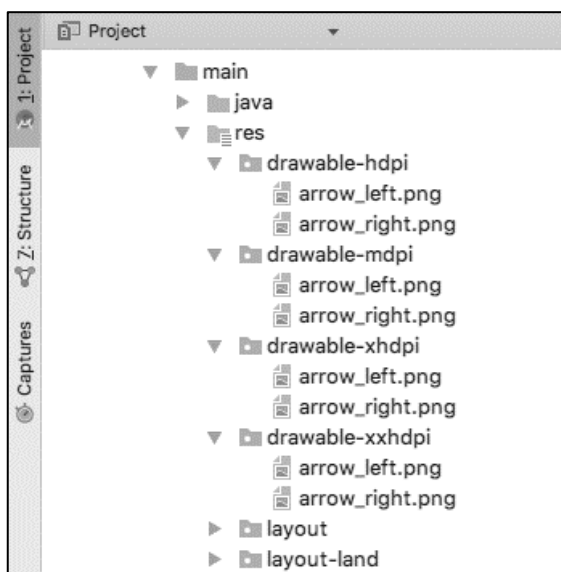 Project
main
java
res
drawable-hdpi
arrow_left.png
arrow_right.png
drawable-mdpi
arrow_left.png
arrow_right.png
drawable-xhdpi
arrow_left.png
arrow_right.png
drawable-xxhdpi
arrow_left.png
arrow_right.png
layout
layout-land
1: Project
7: Structure
Captures